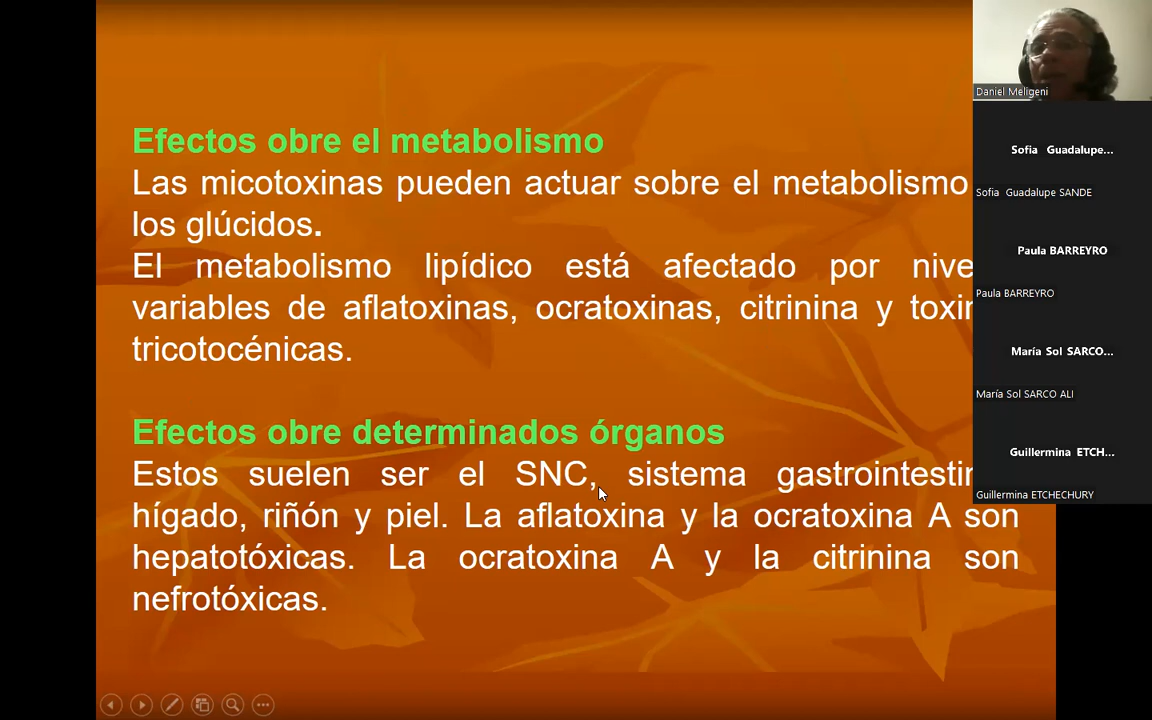 Efectos obre el metabolismo
Las micotoxinas pueden actuar sobre el metabolismo
los glúcidos.
El metabolismo lipídico está afectado por
variables de aflatoxinas, ocratoxinas, citrinina y
tricotocénicas.
Efectos obre determinados órganos
Estos suelen ser el SNC, sistema
hígado, riñón y piel. La aflatoxina y la ocratoxina A son
hepatotóxicas. La ocratoxina A y la citrinina son
nefrotóxicas.
Daniel Meligeni
Sofia Guadalupe...
Sofia Guadalupe SANDE
Paula BARREYRO
Paula BARREYRO
María Sol SARCO...
María Sol SARCO ALI
Guillermina ETCH...
Guillermina ETCHECHURY